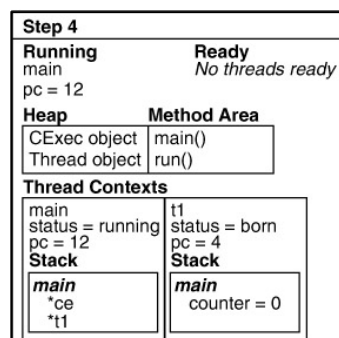 Step 4
Running Ready
main No threads ready
pc = 12
Heap Method Area
CExec object main()
Thread object run()
Thread Contexts
main t1
status = running status = born
pc = 12 pc = 4
Stack Stack
main main
*ce counter = 0
*t1